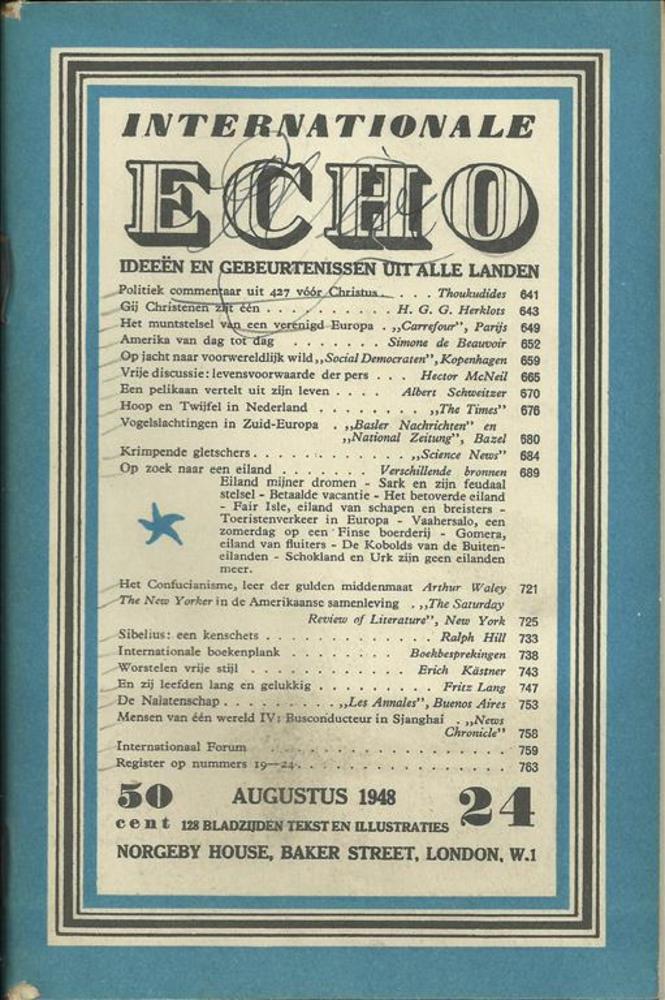 INTERNATIONALE
ECHO
IDEEËN EN GEBEURTENISSEN UIT ALLE LANDEN
Politiek commentaar uit 427 vóór Christus . . . . Thoukudides 641
Gij Christenen zijt één . . . . . . . . . . H. G. G. Herklots 643
Het muntstelsel van een verenigd Europa . „Carrefour”, Parijs 649
Amerika van dag tot dag . . . . . . . Simone de Beauvoir 652
Op jacht naar voorwereldlijk wild „Social Democraten”, Kopenhagen 659
Vrije discussie: levensvoorwaarde der pers . . . Hector McNeil 665
Een pelikaan vertelt uit zijn leven . . . . Albert Schweitzer 670
Hoop en Twijfel in Nederland . . . . . . . „The Times” 676
Vogelslachtingen in Zuid-Europa . „Basler Nachrichten” en
„National Zeitung”, Bazel 680
Krimpende gletschers . . . . . . . . . . . „Science News” 684
Op zoek naar een eiland . . . . . . . Verschillende bronnen 689
Eiland mijner dromen - Sark en zijn feudaal
stelsel - Betaalde vacantie - Het betoverde eiland
- Fair Isle, eiland van schapen en breisters -
Toeristenverkeer in Europa - Vaahersalo, een
zomerdag op een Finse boerderij - Gomera,
eiland van fluiters - De Kobolds van de Buiten-
eilanden - Schokland en Urk zijn geen eilanden
meer.
Het Confucianisme, leer der gulden middenmaat Arthur Waley 721
The New Yorker in de Amerikaanse samenleving . „The Saturday
Review of Literature”, New York 725
Sibelius: een kenschets . . . . . . . . . . . . . Ralph Hill 733
Internationale boekenplank . . . . . . . . Boekbesprekingen 738
Worstelen vrije stijl . . . . . . . . . . . . Erich Kästner 743
En zij leefden lang en gelukkig . . . . . . . . . Fritz Lang 747
De Nalatenschap . . . . . . . . . „Les Annales”, Buenos Aires 753
Mensen van één wereld IV: Busconducteur in Sjanghai . „News
Chronicle” 758
Internationaal Forum . . . . . . . . . . . . . . . . . 759
Register op nummers 19—24 . . . . . . . . . . . . . . . 763
50 AUGUSTUS 1948 24
cent 128 BLADZIJDEN TEKST EN ILLUSTRATIES
NORGEBY HOUSE, BAKER STREET, LONDON, W.1